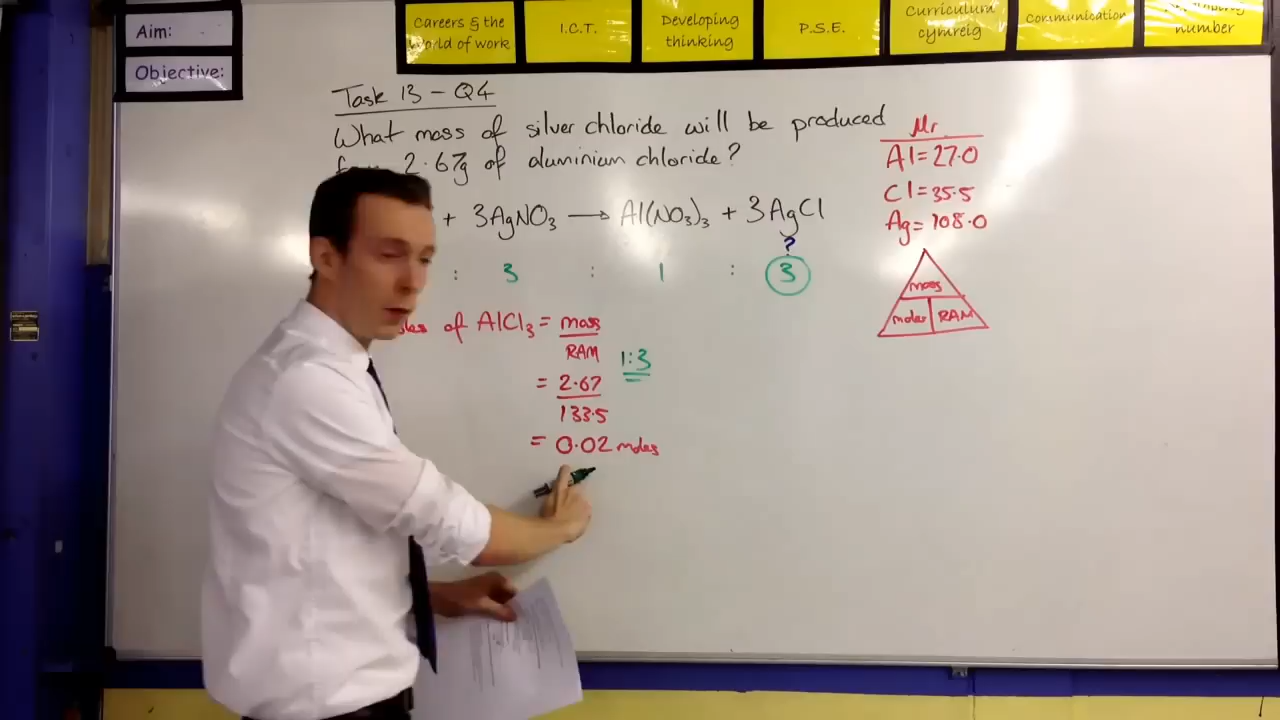 Aim:
Objective:
Careers & the
world of work
I.C.T.
Developing
thinking
P.S.E.
Curriculum
cymreig
Communication
number
Task 13 - Q4
What mass of silver chloride will be produced
2.67g of aluminium chloride?
+ 3AgNO₃ → Al(NO₃)₃ + 3AgCl
?
: 3 : 1 : 3
of AlCl₃ = mass
RAM
1:3
= 2.67
133.5
= 0.02 moles
Mr
Al = 27.0
Cl = 35.5
Ag = 108.0
mass
moles RAM